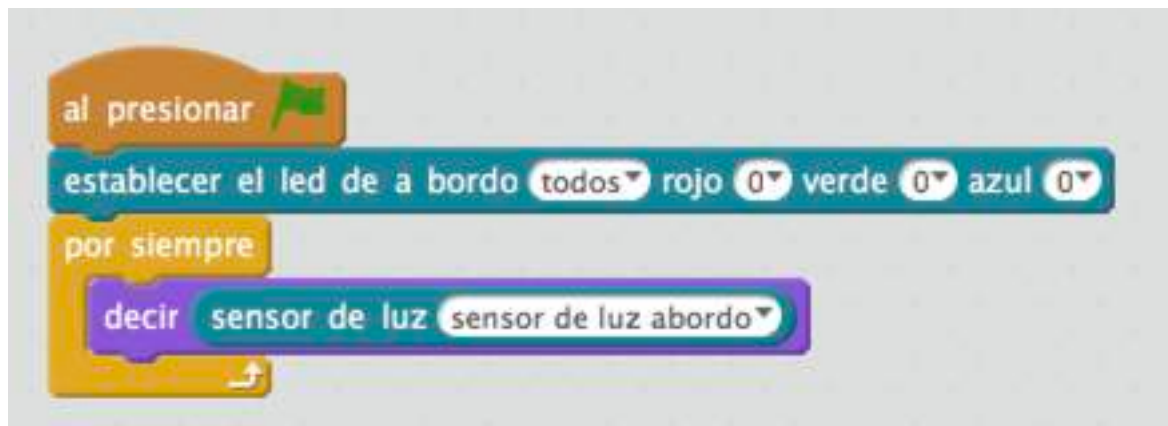 al presionar
establecer el led de a bordo todos rojo 0 verde 0 azul 0
por siempre
decir sensor de luz sensor de luz abordo